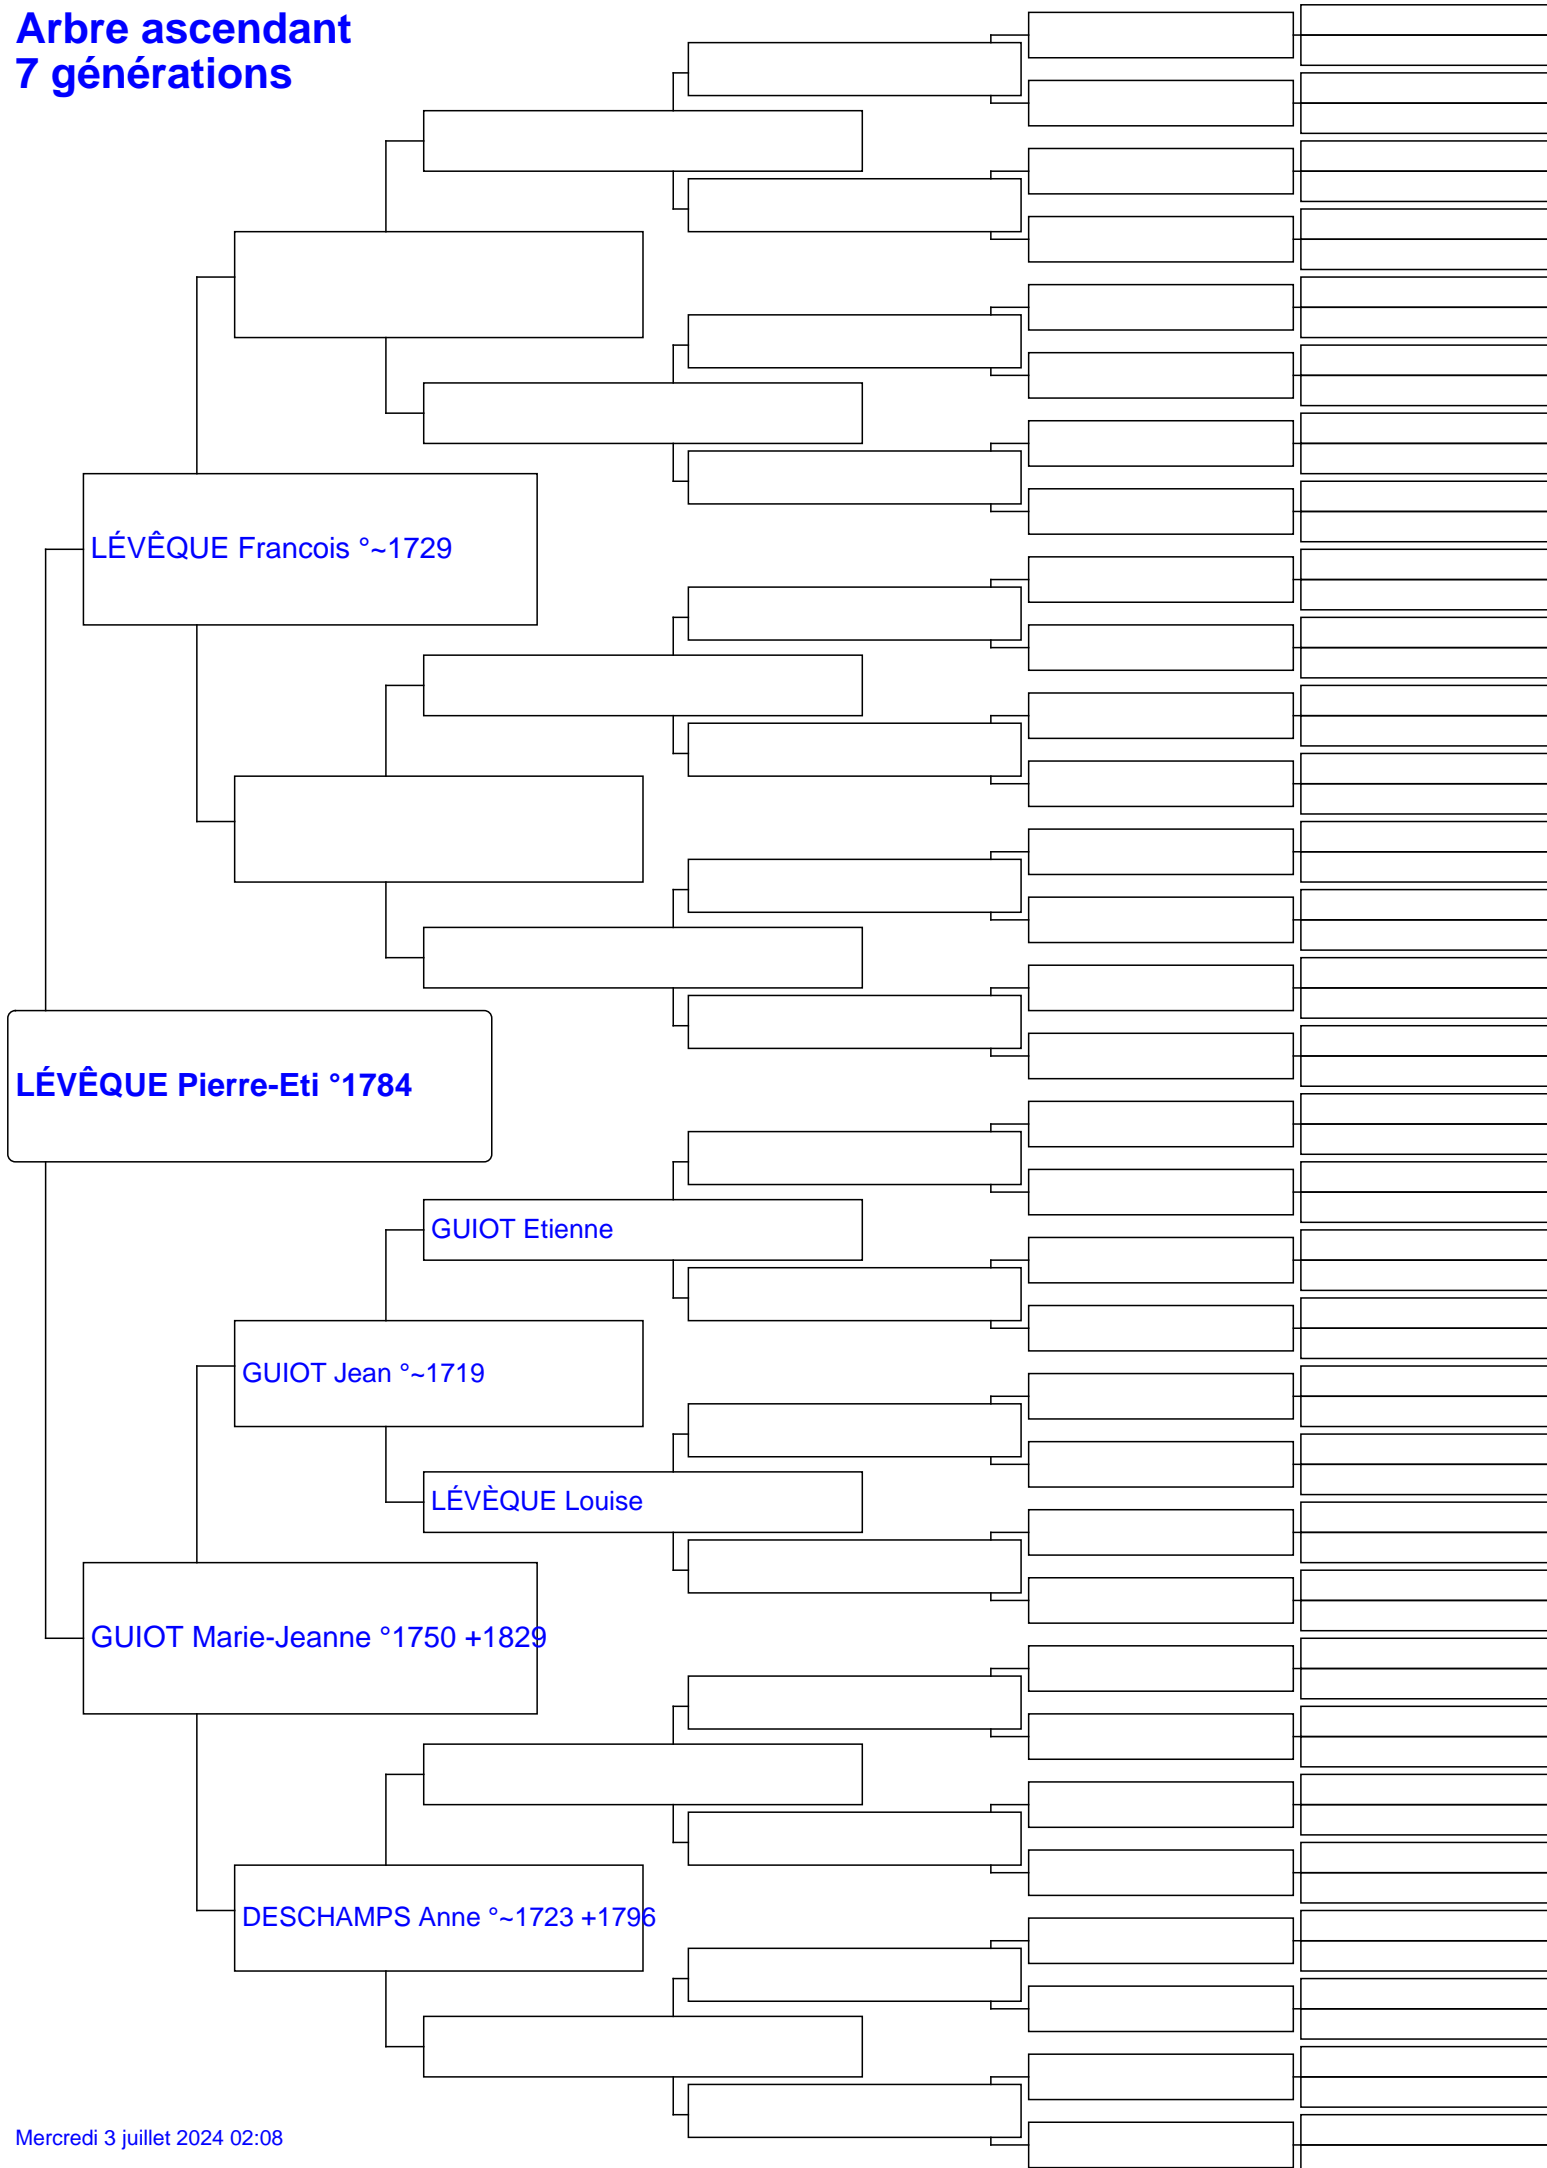 Arbre ascendant
7 générations
LÉVÊQUE Francois °~1729
LÉVÊQUE Pierre-Eti °1784
GUIOT Etienne
GUIOT Jean °~1719
LÉVÈQUE Louise
GUIOT Marie-Jeanne °1750 +1829
DESCHAMPS Anne °~1723 +1796
Mercredi 3 juillet 2024 02:08